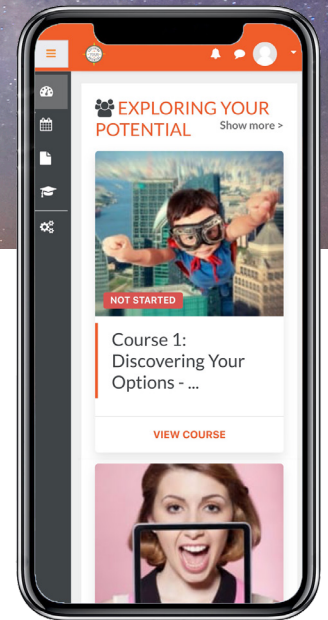 EXPLORING YOUR
POTENTIAL Show more >
NOT STARTED
Course 1:
Discovering Your
Options - ...
VIEW COURSE